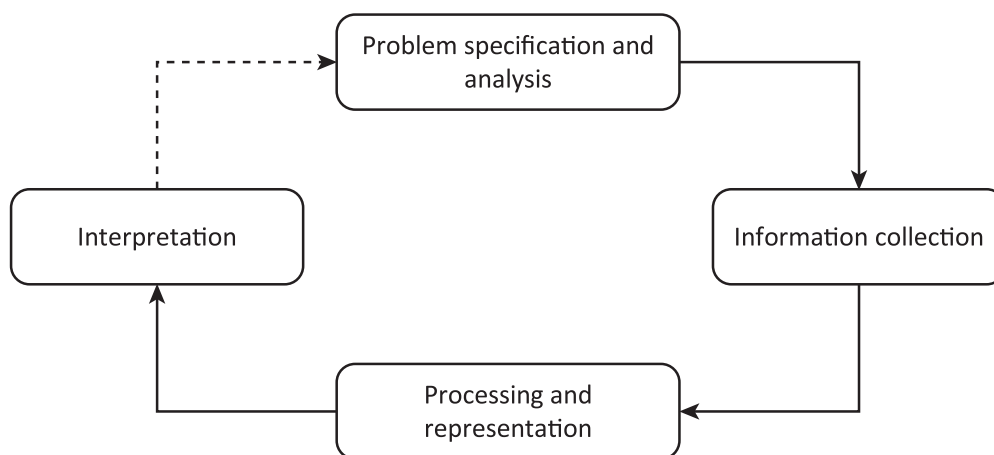 Problem specification and
analysis
Interpretation
Information collection
Processing and
representation